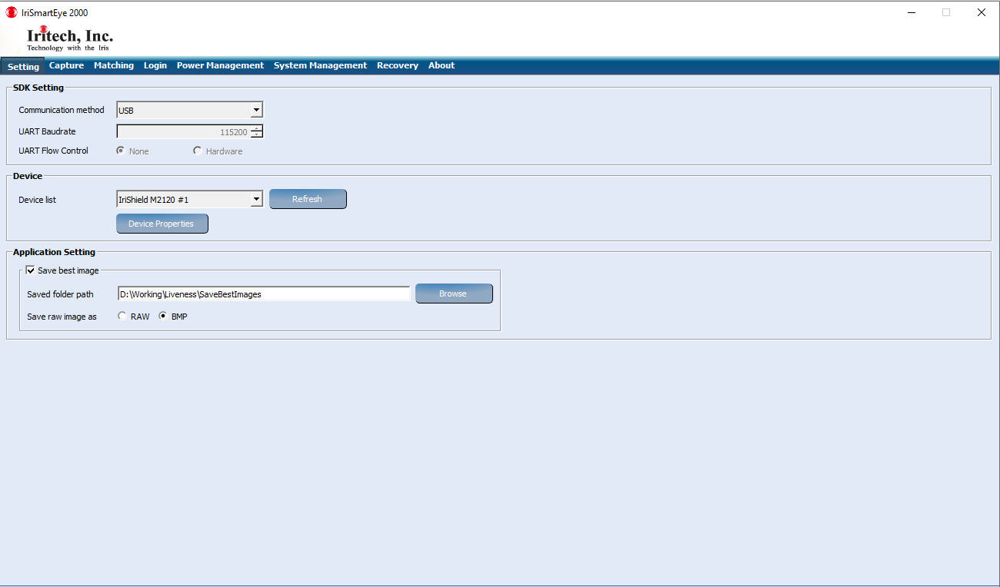 IriSmartEye 2000
Iritech, Inc.
Technology with the Iris
Setting Capture Matching Login Power Management System Management Recovery About
SDK Setting
Communication method USB
UART Baudrate 115200
UART Flow Control None Hardware
Device
Device list IriShield M2120 #1 Refresh
Device Properties
Application Setting
Save best image
Saved folder path D:\Working\Liveness\SaveBestImages Browse
Save raw image as RAW BMP